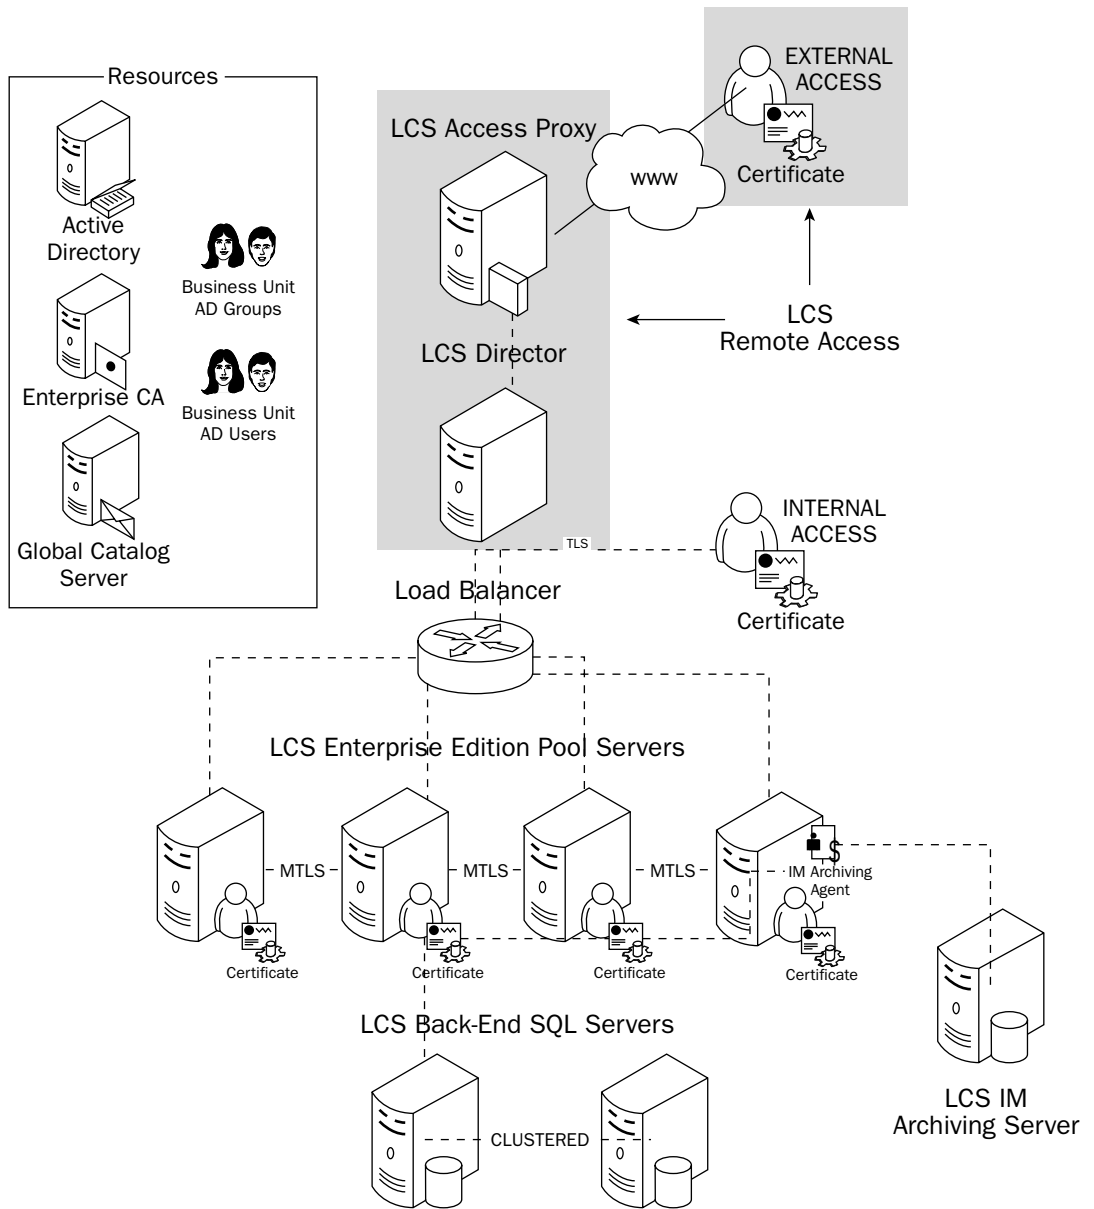 Resources
Active
Directory
Business Unit
AD Groups
Enterprise CA
Business Unit
AD Users
Global Catalog
Server
LCS Access Proxy
www
EXTERNAL
ACCESS
Certificate
LCS
Remote Access
LCS Director
INTERNAL
ACCESS
TLS
Certificate
Load Balancer
LCS Enterprise Edition Pool Servers
MTLS
MTLS
MTLS
$
IM Archiving
Agent
Certificate
Certificate
Certificate
Certificate
LCS Back-End SQL Servers
CLUSTERED
LCS IM
Archiving Server